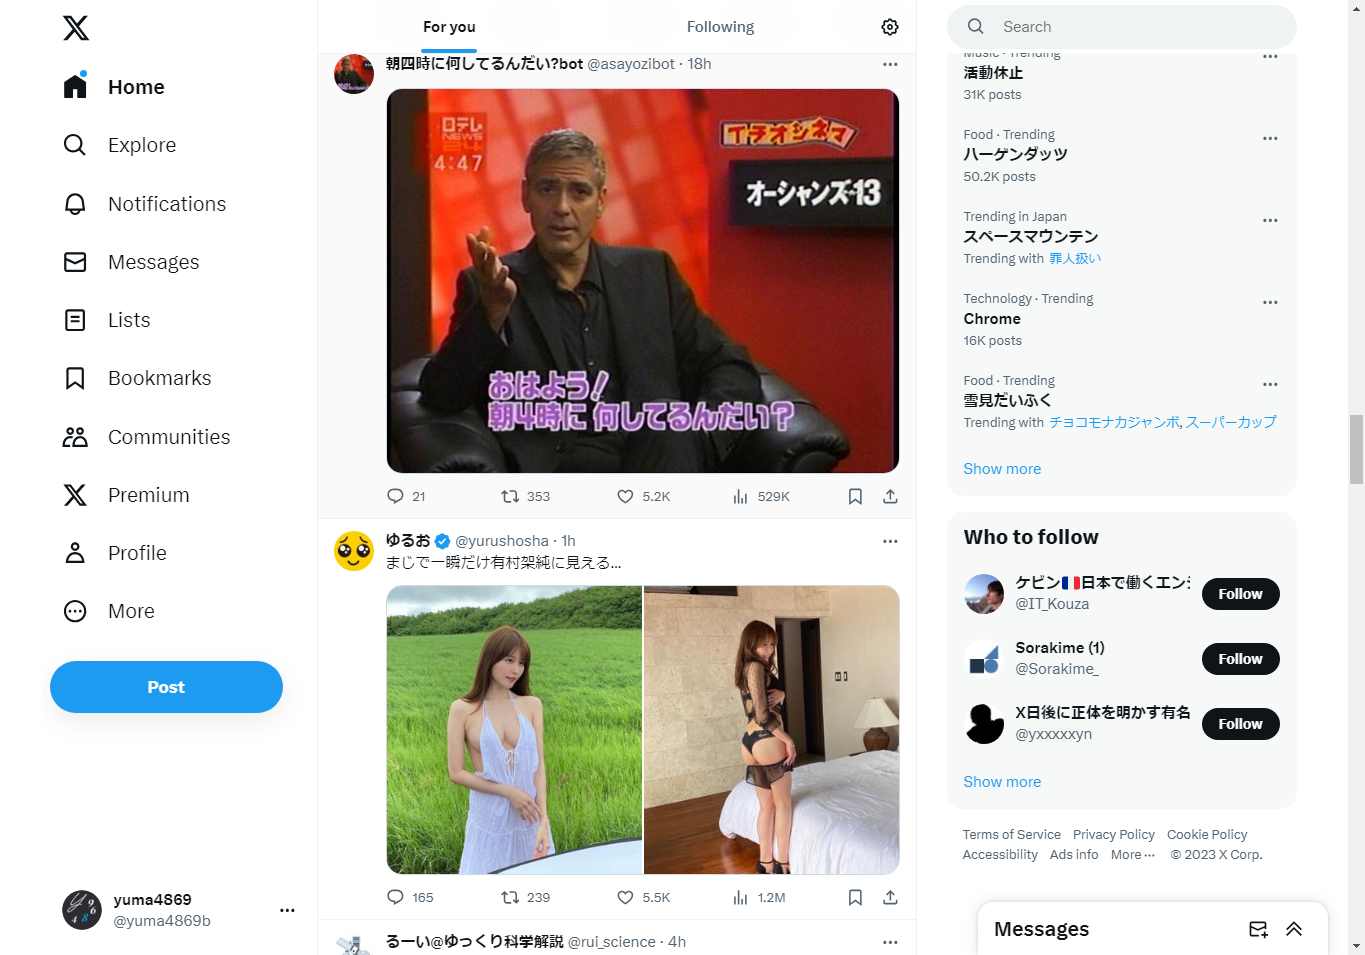 Home
Explore
Notifications
Messages
Lists
Bookmarks
Communities
Premium
Profile
More
Post
yuma4869
@yuma4869b
For you
Following
朝四時に何してるんだい?bot @asayozibot · 18h
日テレ
NEWS
24
4:47
イチオシネマ
オーシャンズ13
おはよう!
朝4時に 何してるんだい?
21
353
5.2K
529K
ゆるお @yurushosha · 1h
まじで一瞬だけ有村架純に見える...
165
239
5.5K
1.2M
るーい@ゆっくり科学解説 @rui_science · 4h
Search
Music · Trending
活動休止
31K posts
Food · Trending
ハーゲンダッツ
50.2K posts
Trending in Japan
スペースマウンテン
Trending with 罪人扱い
Technology · Trending
Chrome
16K posts
Food · Trending
雪見だいふく
Trending with チョコモナカジャンボ, スーパーカップ
Show more
Who to follow
ケビン🇫🇷日本で働くエンジ
@IT_Kouza
Follow
Sorakime (1)
@Sorakime_
Follow
X日後に正体を明かす有名
@yxxxxxyn
Follow
Show more
Terms of Service Privacy Policy Cookie Policy
Accessibility Ads info More ··· © 2023 X Corp.
Messages